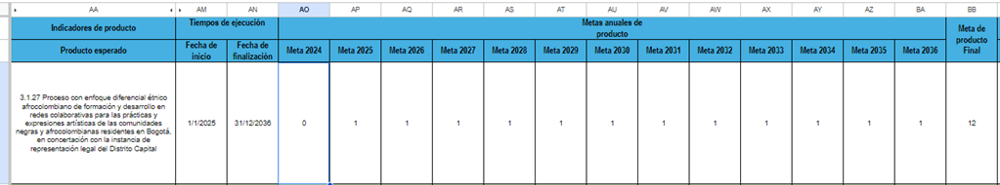 AA AM AN AO AP AQ AR AS AT AU AV AW AX AY AZ BA BB
Indicadores de producto Tiempos de ejecución Metas anuales de
producto Meta de
producto
Final
Producto esperado Fecha de
inicio Fecha de
finalización Meta 2024 Meta 2025 Meta 2026 Meta 2027 Meta 2028 Meta 2029 Meta 2030 Meta 2031 Meta 2032 Meta 2033 Meta 2034 Meta 2035 Meta 2036
3.1.27 Proceso con enfoque diferencial étnico
afrocolombiano de formación y desarrollo en
redes colaborativas para las prácticas y
expresiones artísticas de las comunidades
negras y afrocolombianas residentes en Bogotá,
en concertación con la instancia de
representación legal del Distrito Capital
1/1/2025 31/12/2036 0 1 1 1 1 1 1 1 1 1 1 1 1 12